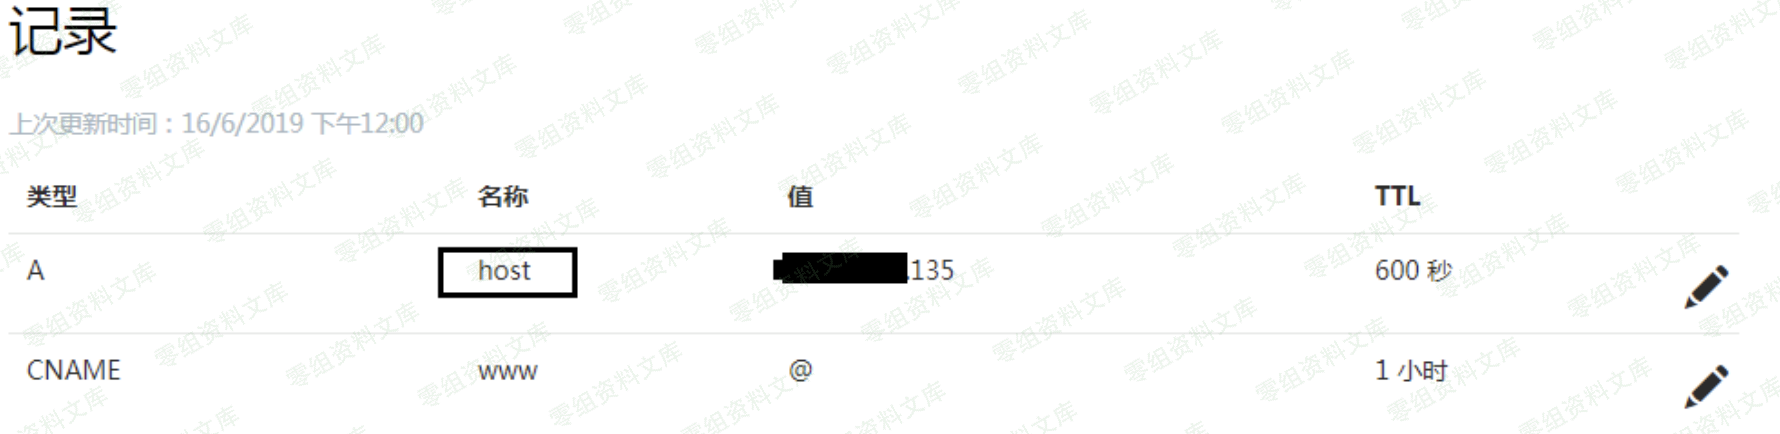 记录
上次更新时间：16/6/2019 下午12:00
类型 名称 值 TTL
A host .135 600 秒
CNAME www @ 1 小时
零组资料文库